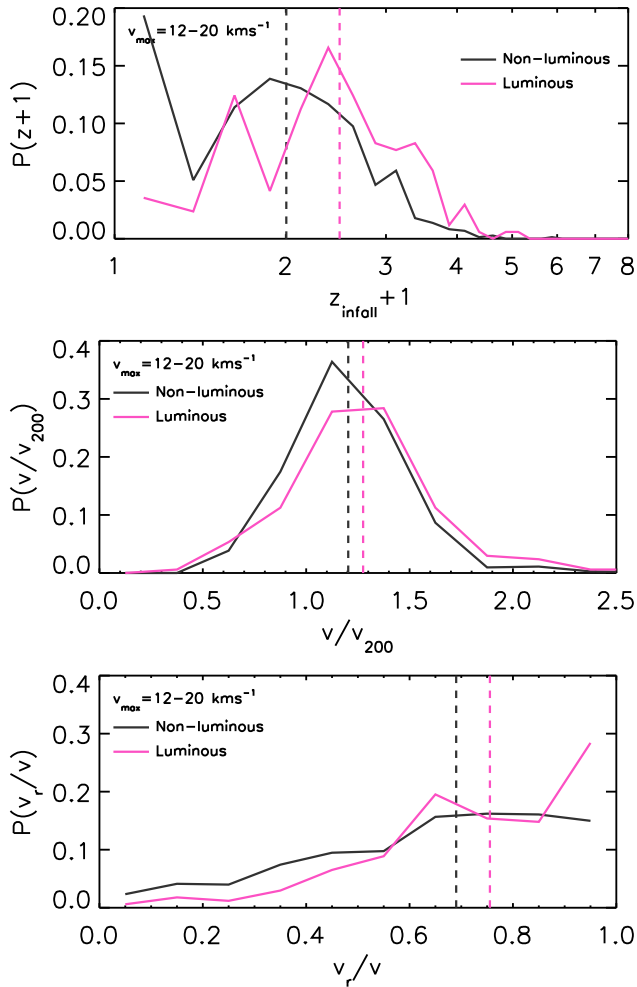 v_max=12−20 kms⁻¹
Non−luminous
Luminous
P(z+1)
0.20
0.15
0.10
0.05
0.00
1 2 3 4 5 6 7 8
z_infall+1
v_max=12−20 kms⁻¹
Non−luminous
Luminous
P(v/v_200)
0.4
0.3
0.2
0.1
0.0
0.0 0.5 1.0 1.5 2.0 2.5
v/v_200
v_max=12−20 kms⁻¹
Non−luminous
Luminous
P(v_r/v)
0.4
0.3
0.2
0.1
0.0
0.0 0.2 0.4 0.6 0.8 1.0
v_r/v